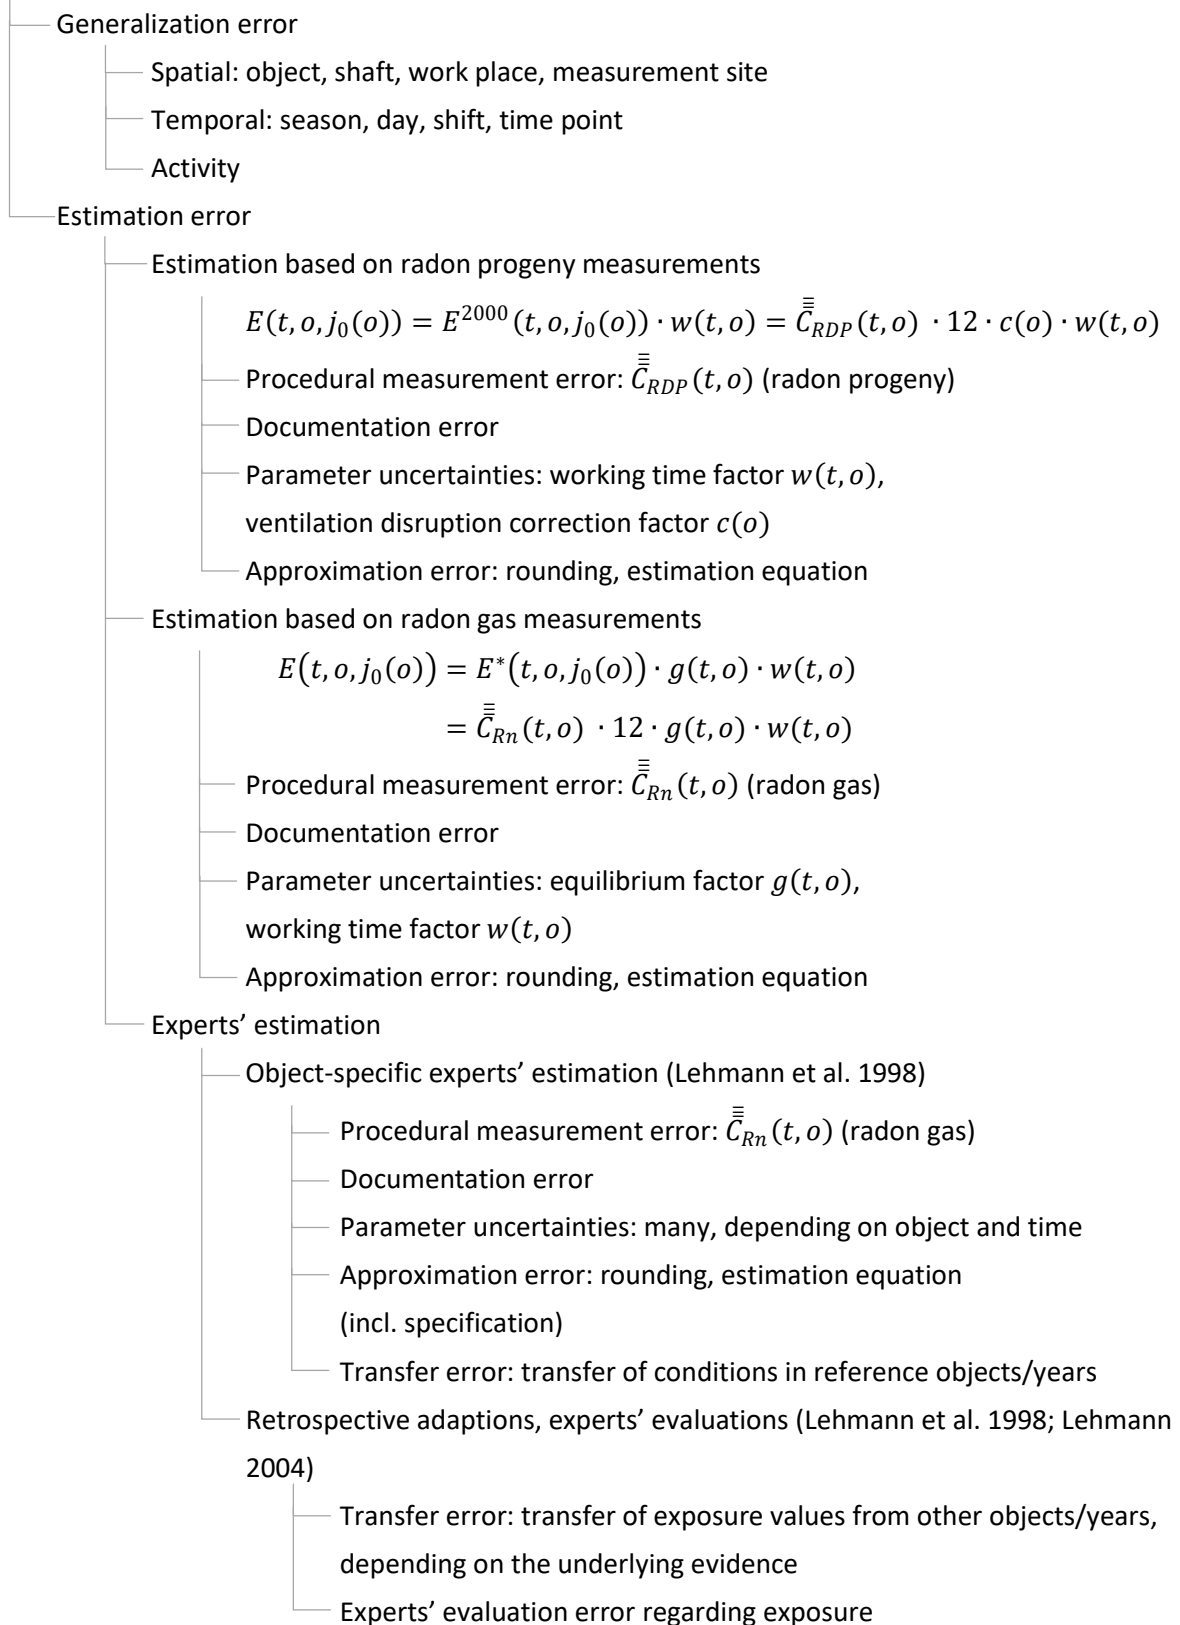 Generalization error
Spatial: object, shaft, work place, measurement site
Temporal: season, day, shift, time point
Activity
Estimation error
Estimation based on radon progeny measurements
E(t, o, j₀(o)) = E²⁰⁰⁰(t, o, j₀(o)) · w(t, o) = C̿̿_RDP(t, o) · 12 · c(o) · w(t, o)
Procedural measurement error: C̿̿_RDP(t, o) (radon progeny)
Documentation error
Parameter uncertainties: working time factor w(t, o),
ventilation disruption correction factor c(o)
Approximation error: rounding, estimation equation
Estimation based on radon gas measurements
E(t, o, j₀(o)) = E*(t, o, j₀(o)) · g(t, o) · w(t, o)
= C̿̿_Rn(t, o) · 12 · g(t, o) · w(t, o)
Procedural measurement error: C̿̿_Rn(t, o) (radon gas)
Documentation error
Parameter uncertainties: equilibrium factor g(t, o),
working time factor w(t, o)
Approximation error: rounding, estimation equation
Experts’ estimation
Object-specific experts’ estimation (Lehmann et al. 1998)
Procedural measurement error: C̿̿_Rn(t, o) (radon gas)
Documentation error
Parameter uncertainties: many, depending on object and time
Approximation error: rounding, estimation equation
(incl. specification)
Transfer error: transfer of conditions in reference objects/years
Retrospective adaptions, experts’ evaluations (Lehmann et al. 1998; Lehmann
2004)
Transfer error: transfer of exposure values from other objects/years,
depending on the underlying evidence
Experts’ evaluation error regarding exposure